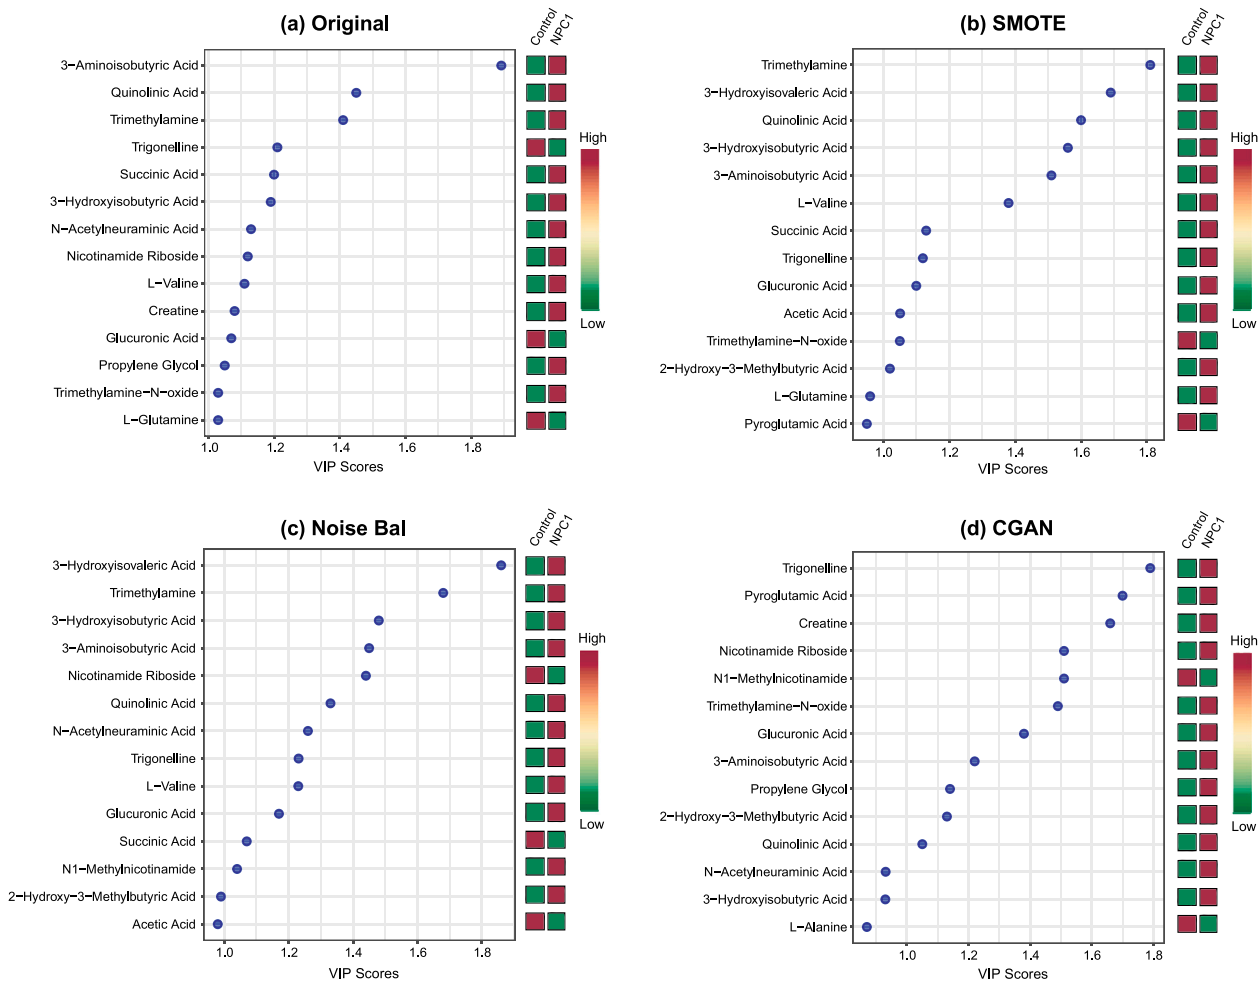 (a) Original
Control
NPC1
3−Aminoisobutyric Acid
Quinolinic Acid
Trimethylamine
Trigonelline
Succinic Acid
3−Hydroxyisobutyric Acid
N−Acetylneuraminic Acid
Nicotinamide Riboside
L−Valine
Creatine
Glucuronic Acid
Propylene Glycol
Trimethylamine−N−oxide
L−Glutamine
1.0 1.2 1.4 1.6 1.8
VIP Scores
High
Low
(b) SMOTE
Control
NPC1
Trimethylamine
3−Hydroxyisovaleric Acid
Quinolinic Acid
3−Hydroxyisobutyric Acid
3−Aminoisobutyric Acid
L−Valine
Succinic Acid
Trigonelline
Glucuronic Acid
Acetic Acid
Trimethylamine−N−oxide
2−Hydroxy−3−Methylbutyric Acid
L−Glutamine
Pyroglutamic Acid
1.0 1.2 1.4 1.6 1.8
VIP Scores
High
Low
(c) Noise Bal
Control
NPC1
3−Hydroxyisovaleric Acid
Trimethylamine
3−Hydroxyisobutyric Acid
3−Aminoisobutyric Acid
Nicotinamide Riboside
Quinolinic Acid
N−Acetylneuraminic Acid
Trigonelline
L−Valine
Glucuronic Acid
Succinic Acid
N1−Methylnicotinamide
2−Hydroxy−3−Methylbutyric Acid
Acetic Acid
1.0 1.2 1.4 1.6 1.8
VIP Scores
High
Low
(d) CGAN
Control
NPC1
Trigonelline
Pyroglutamic Acid
Creatine
Nicotinamide Riboside
N1−Methylnicotinamide
Trimethylamine−N−oxide
Glucuronic Acid
3−Aminoisobutyric Acid
Propylene Glycol
2−Hydroxy−3−Methylbutyric Acid
Quinolinic Acid
N−Acetylneuraminic Acid
3−Hydroxyisobutyric Acid
L−Alanine
1.0 1.2 1.4 1.6 1.8
VIP Scores
High
Low